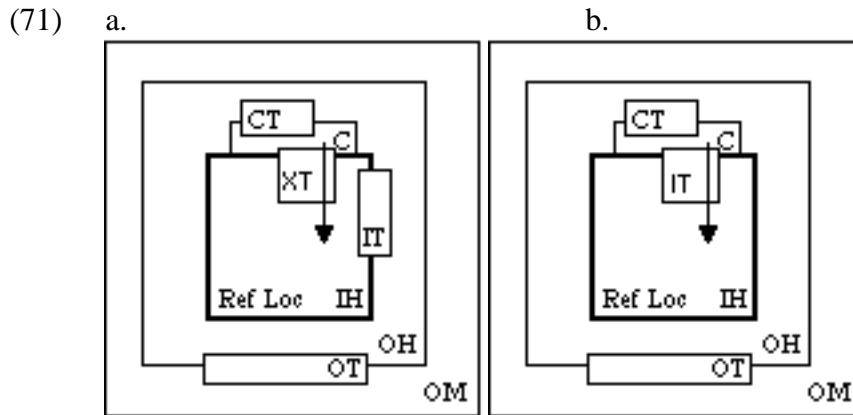 (71) a. b.
CT
C
XT
IT
Ref Loc IH
OH
OT
OM
CT
C
IT
Ref Loc IH
OH
OT
OM